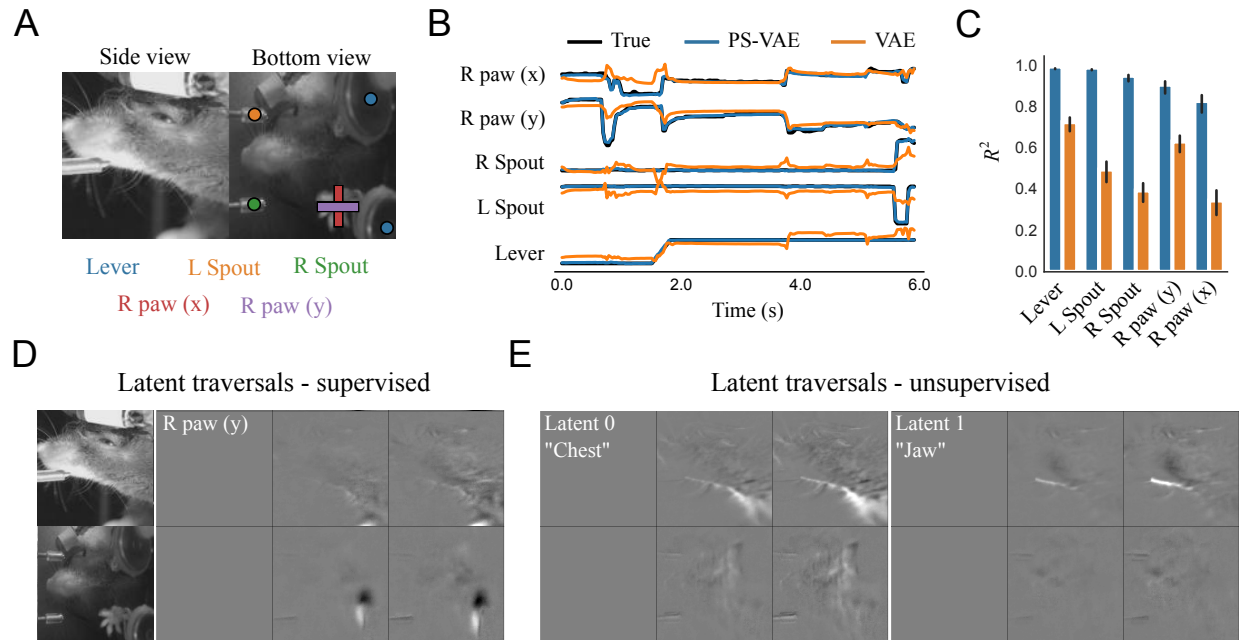 A
Side view
Bottom view
Lever
L Spout
R Spout
R paw (x)
R paw (y)
B
True
PS-VAE
VAE
R paw (x)
R paw (y)
R Spout
L Spout
Lever
0.0
2.0
4.0
6.0
Time (s)
C
1.0
0.8
0.6
0.4
0.2
0.0
R²
Lever
L Spout
R Spout
R paw (y)
R paw (x)
D
Latent traversals - supervised
R paw (y)
E
Latent traversals - unsupervised
Latent 0
"Chest"
Latent 1
"Jaw"